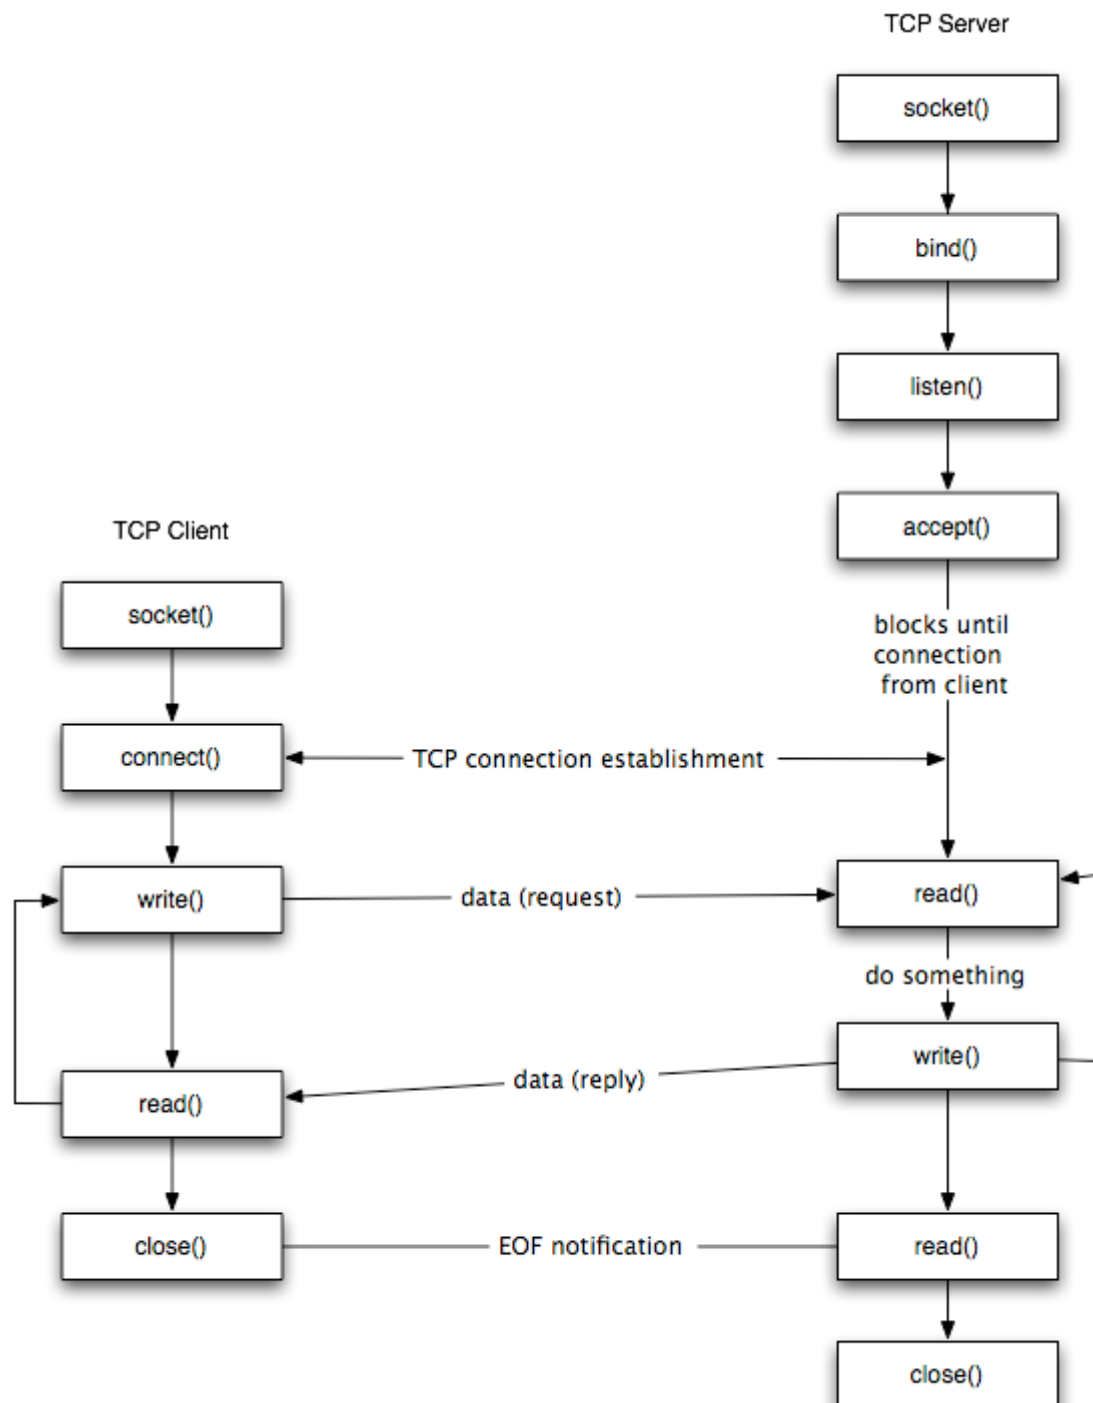 TCP Server
socket()
bind()
listen()
accept()
blocks until
connection
from client
TCP Client
socket()
connect()
TCP connection establishment
write()
data (request)
read()
do something
write()
data (reply)
read()
close()
EOF notification
read()
close()